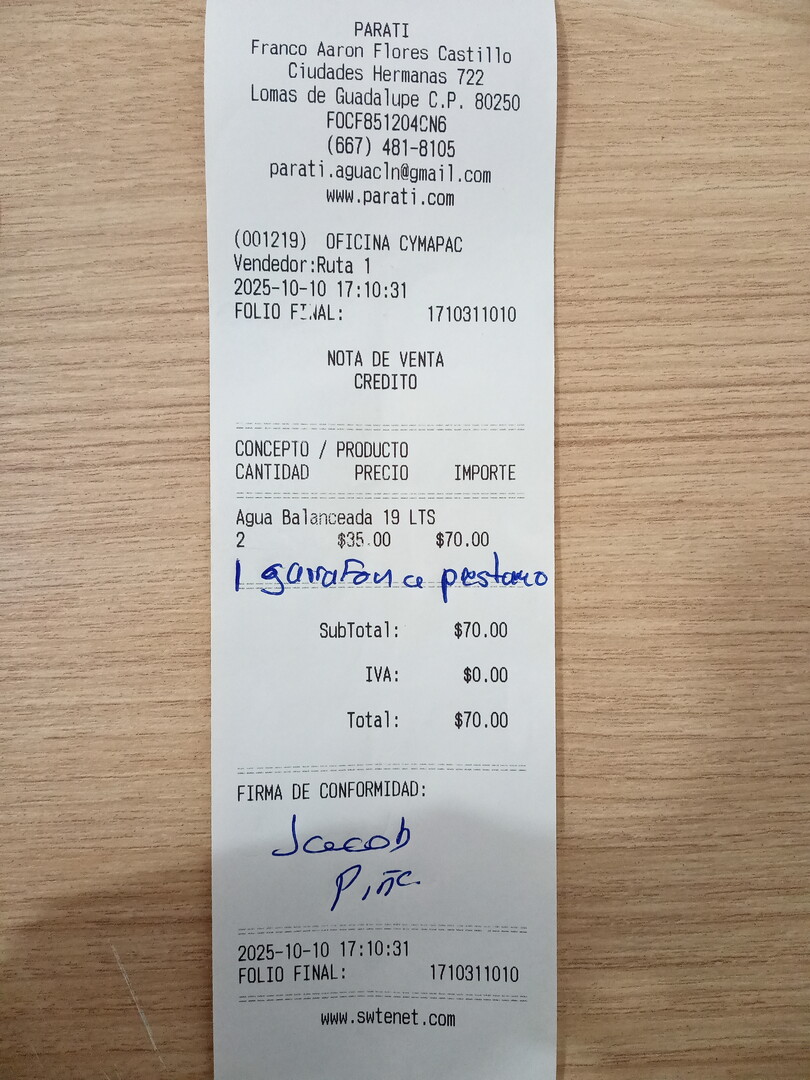 PARATI
Franco Aaron Flores Castillo
Ciudades Hermanas 722
Lomas de Guadalupe C.P. 80250
FOCF851204CN6
(667) 481-8105
parati.aguacln@gmail.com
www.parati.com
(001219) OFICINA CYMAPAC
Vendedor:Ruta 1
2025-10-10 17:10:31
FOLIO FINAL: 1710311010
NOTA DE VENTA
CREDITO
CONCEPTO / PRODUCTO
CANTIDAD PRECIO IMPORTE
Agua Balanceada 19 LTS
2 $35.00 $70.00
1 garrafon a prestamo
SubTotal: $70.00
IVA: $0.00
Total: $70.00
FIRMA DE CONFORMIDAD:
Jacob
Piña
2025-10-10 17:10:31
FOLIO FINAL: 1710311010
www.swtenet.com